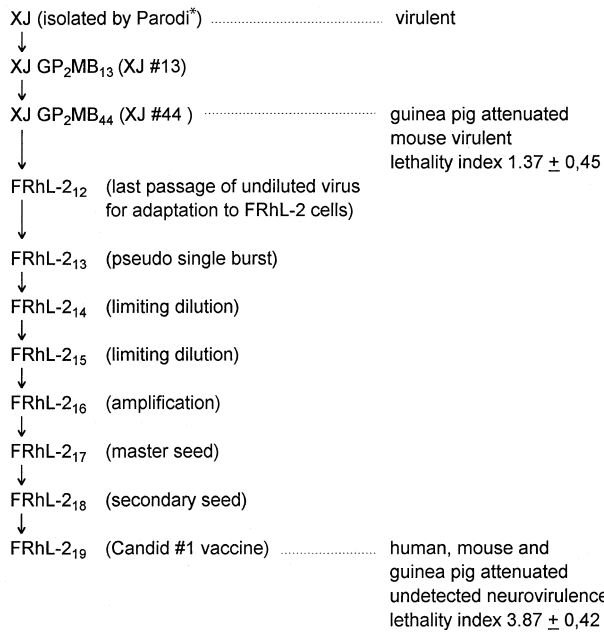 XJ (isolated by Parodi*) ........................ virulent
XJ GP₂MB₁₃ (XJ #13)
XJ GP₂MB₄₄ (XJ #44 ) ........................ guinea pig attenuated
mouse virulent
lethality index 1.37 ± 0,45
FRhL-2₁₂ (last passage of undiluted virus
for adaptation to FRhL-2 cells)
FRhL-2₁₃ (pseudo single burst)
FRhL-2₁₄ (limiting dilution)
FRhL-2₁₅ (limiting dilution)
FRhL-2₁₆ (amplification)
FRhL-2₁₇ (master seed)
FRhL-2₁₈ (secondary seed)
FRhL-2₁₉ (Candid #1 vaccine) ............... human, mouse and
guinea pig attenuated
undetected neurovirulence
lethality index 3.87 ± 0,42